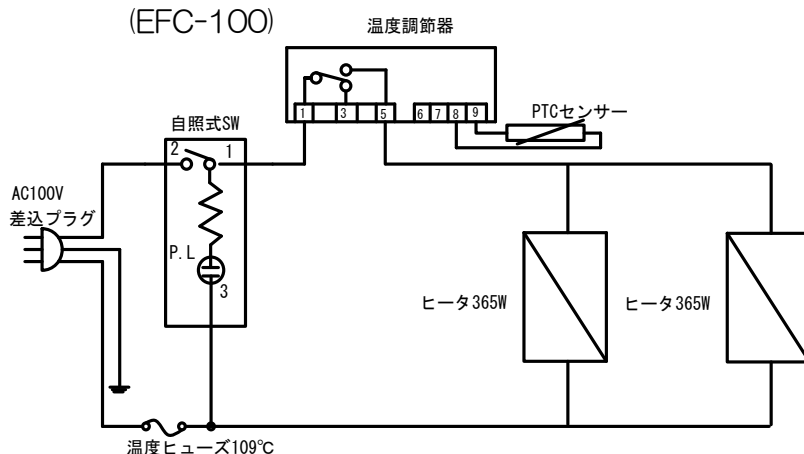 (EFC-100)
温度調節器
1 3 5 6 7 8 9
PTCセンサー
自照式SW
2 1
AC100V
差込プラグ
P.L
3
ヒータ365W
ヒータ365W
温度ヒューズ109℃